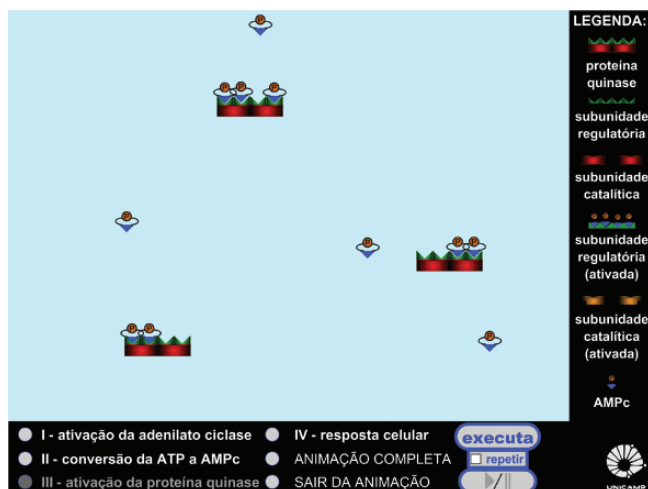 LEGENDA:
proteína
quinase
subunidade
regulatória
subunidade
catalítica
P P P P
subunidade
regulatória
(ativada)
subunidade
catalítica
(ativada)
P
AMPc
P
P P P
P
P
P P
P P
P
I - ativação da adenilato ciclase
II - conversão da ATP a AMPc
III - ativação da proteína quinase
IV - resposta celular
ANIMAÇÃO COMPLETA
SAIR DA ANIMAÇÃO
executa
repetir
UNICAMP